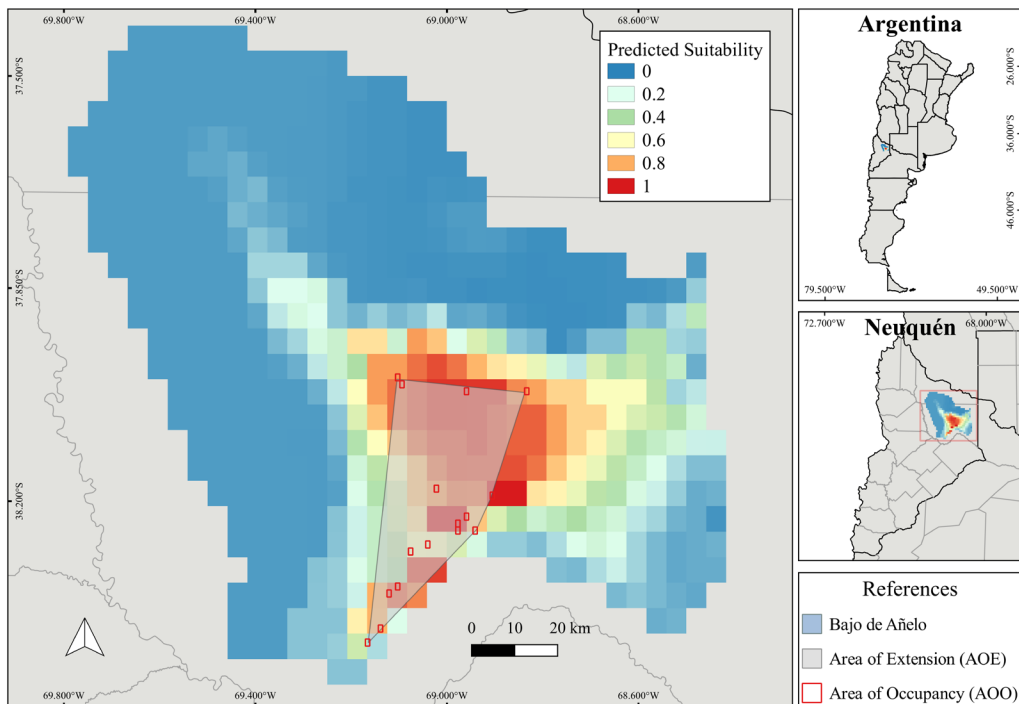 69.800°W
69.400°W
69.000°W
68.600°W
37.500°S
37.850°S
38.200°S
Predicted Suitability
0
0.2
0.4
0.6
0.8
1
0
10
20 km
69.800°W
69.400°W
69.000°W
68.600°W
Argentina
26.000°S
36.000°S
46.000°S
79.500°W
49.500°W
72.700°W
68.000°W
Neuquén
References
Bajo de Añelo
Area of Extension (AOE)
Area of Occupancy (AOO)